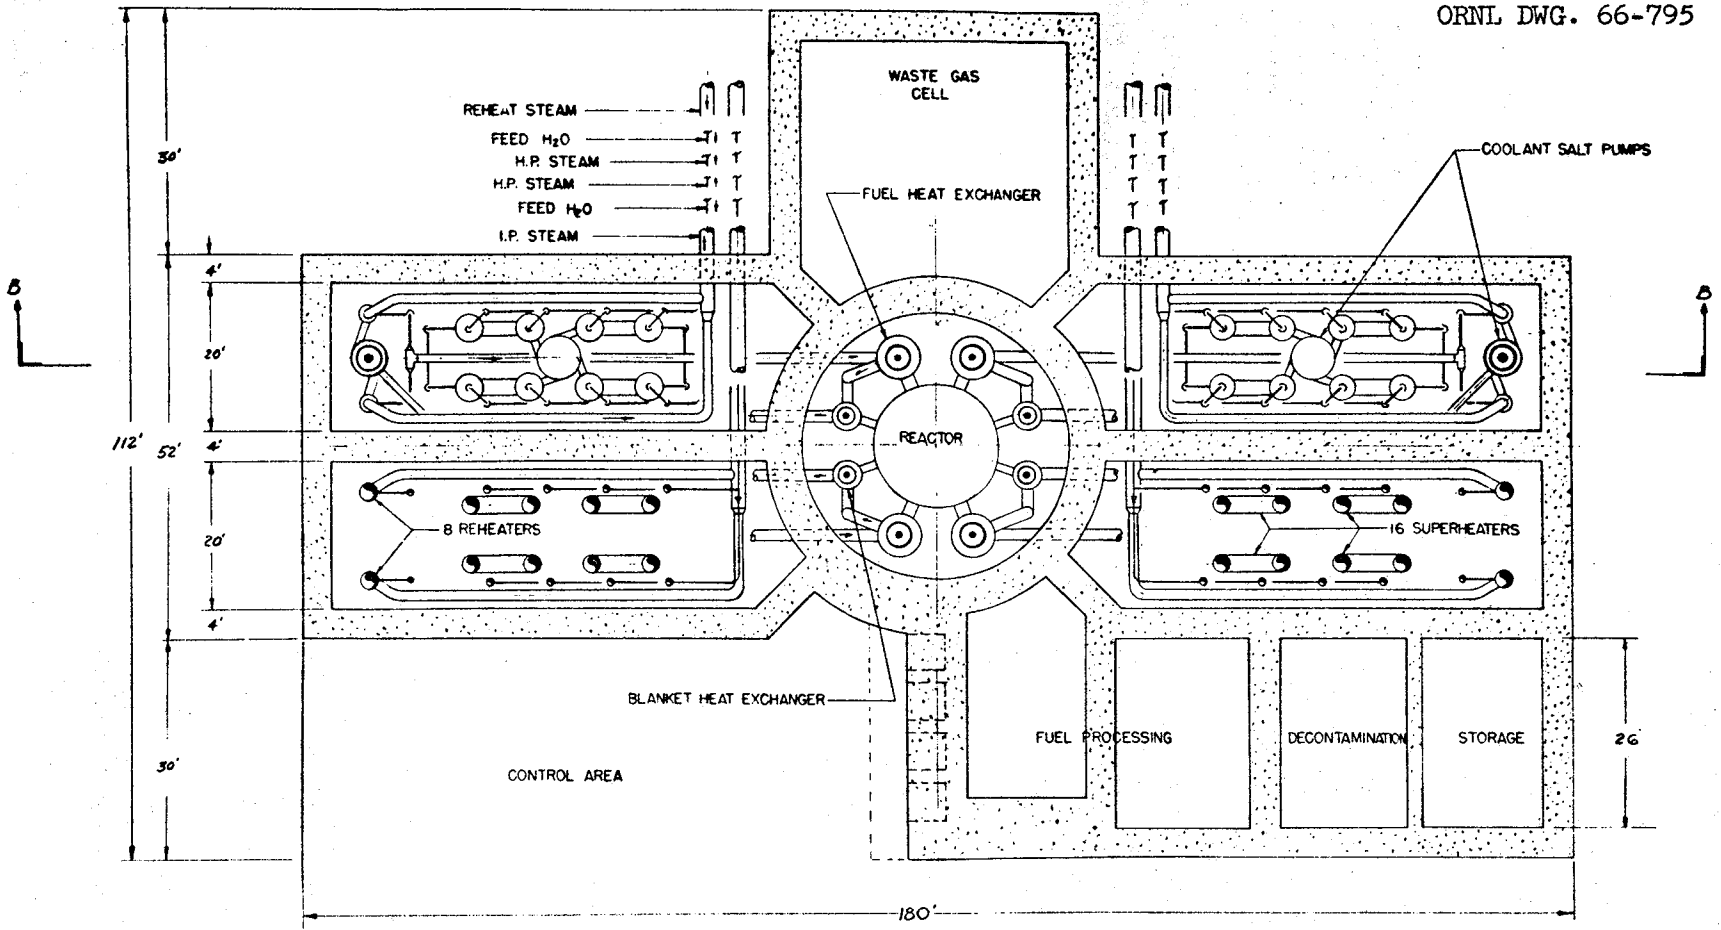 ORNL DWG. 66-795
WASTE GAS
CELL
REHEAT STEAM
FEED H2O
H.P. STEAM
H.P. STEAM
FEED H2O
I.P. STEAM
30'
FUEL HEAT EXCHANGER
COOLANT SALT PUMPS
4'
B
B
20'
112'
52'
4'
REACTOR
8 REHEATERS
16 SUPERHEATERS
20'
4'
BLANKET HEAT EXCHANGER
FUEL PROCESSING
DECONTAMINATION
STORAGE
26'
30'
CONTROL AREA
180'